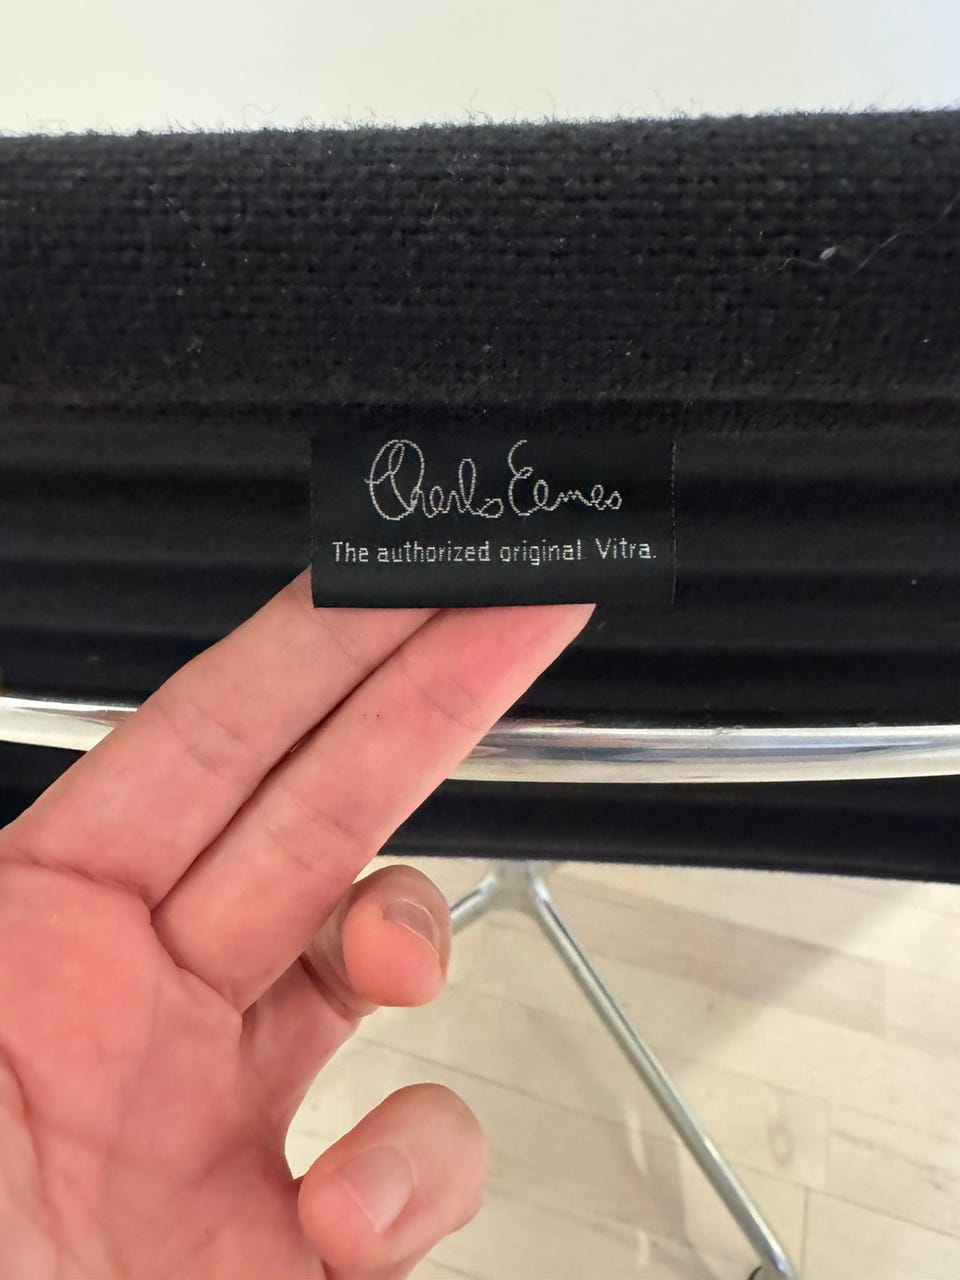 Charles Eames
The authorized original. Vitra.